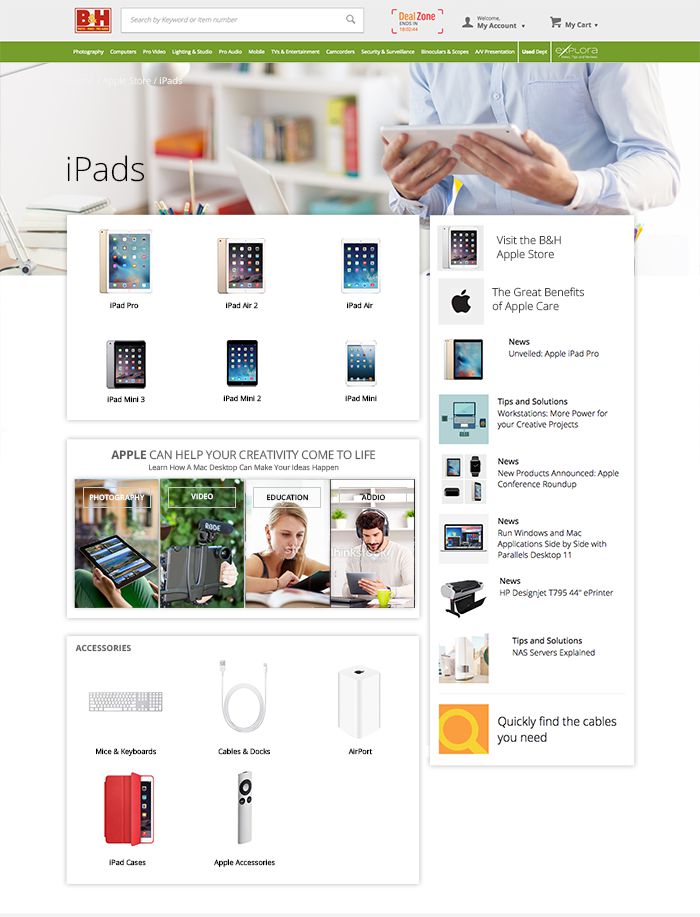 B&H
PHOTO - VIDEO - PRO AUDIO
Search by Keyword or Item number
DealZone
ENDS IN
18:02:44
Welcome,
My Account
My Cart
Photography Computers Pro Video Lighting & Studio Pro Audio Mobile TVs & Entertainment Camcorders Security & Surveillance Binoculars & Scopes A/V Presentation Used Dept eXPLORA
/ Apple Store / iPads
iPads
iPad Pro
iPad Air 2
iPad Air
iPad Mini 3
iPad Mini 2
iPad Mini
APPLE CAN HELP YOUR CREATIVITY COME TO LIFE
Learn How A Mac Desktop Can Make Your Ideas Happen
PHOTOGRAPHY
VIDEO
EDUCATION
AUDIO
RODE
thinkstock
ACCESSORIES
Mice & Keyboards
Cables & Docks
AirPort
iPad Cases
Apple Accessories
Visit the B&H
Apple Store
The Great Benefits
of Apple Care
News
Unveiled: Apple iPad Pro
Tips and Solutions
Workstations: More Power for
your Creative Projects
News
New Products Announced: Apple
Conference Roundup
News
Run Windows and Mac
Applications Side by Side with
Parallels Desktop 11
News
HP Designjet T795 44" ePrinter
Tips and Solutions
NAS Servers Explained
Quickly find the cables
you need